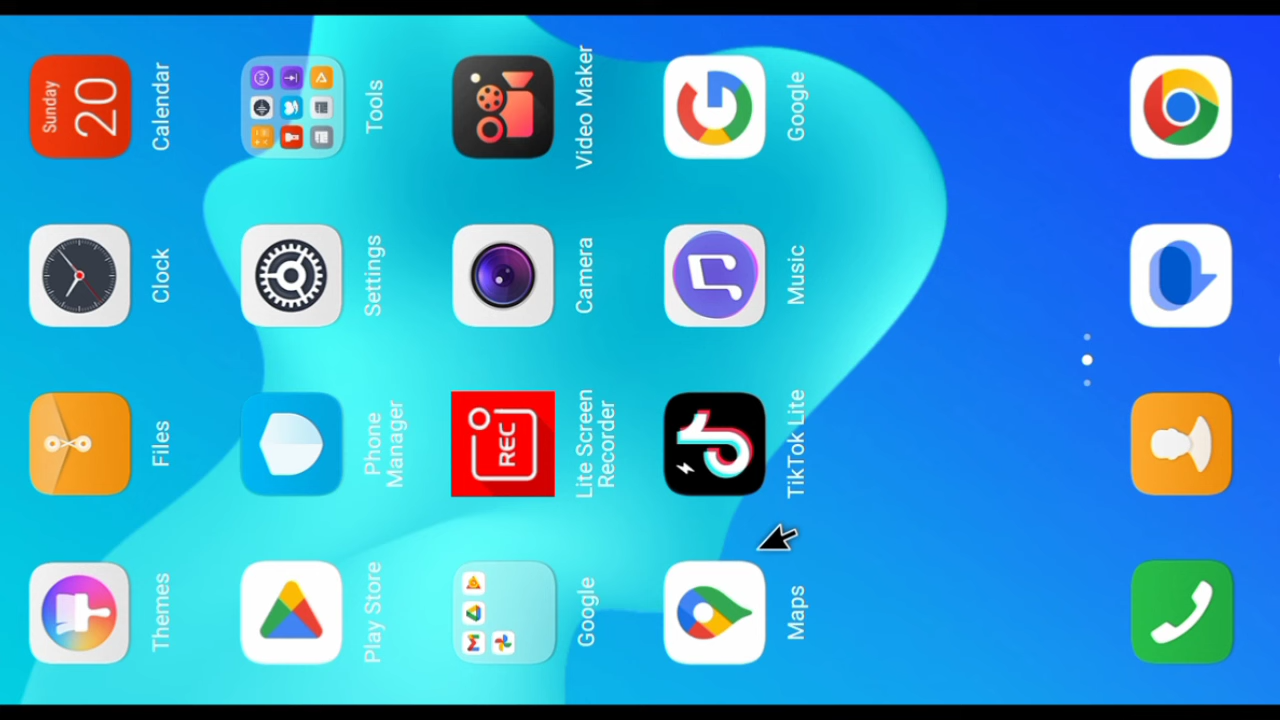 Sunday
20
Themes
Files
Clock
Calendar
Play Store
Phone
Manager
Settings
Tools
REC
Google
Lite Screen
Recorder
Camera
Video Maker
Maps
TikTok Lite
Music
Google